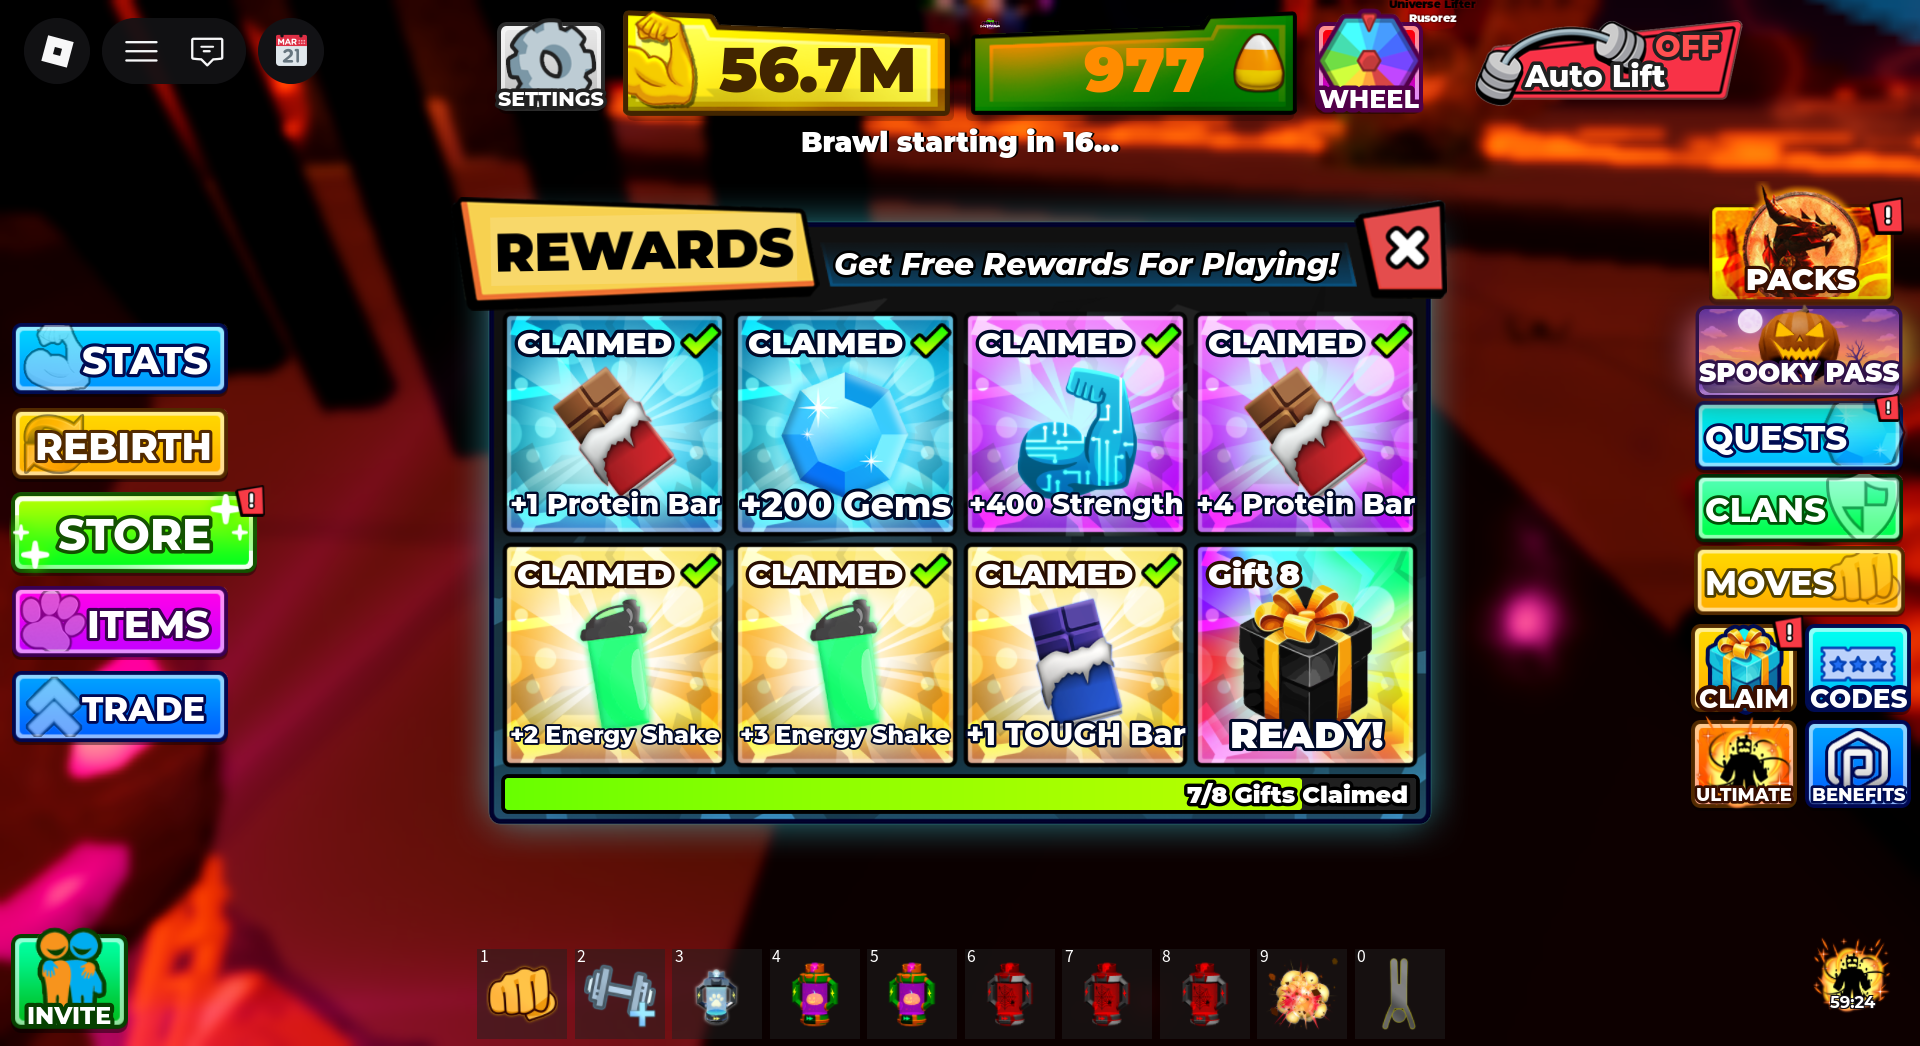 MAR
21
SETTINGS
56.7M
977
WHEEL
Universe Lifter
Rusorez
OFF
Auto Lift
Brawl starting in 16...
REWARDS
Get Free Rewards For Playing!
CLAIMED
+1 Protein Bar
CLAIMED
+200 Gems
CLAIMED
+400 Strength
CLAIMED
+4 Protein Bar
CLAIMED
+2 Energy Shake
CLAIMED
+3 Energy Shake
CLAIMED
+1 TOUGH Bar
Gift 8
READY!
7/8 Gifts Claimed
STATS
REBIRTH
STORE
!
ITEMS
TRADE
INVITE
PACKS
!
SPOOKY PASS
QUESTS
!
CLANS
MOVES
CLAIM
!
CODES
ULTIMATE
BENEFITS
1
2
3
4
5
6
7
8
9
0
59:24